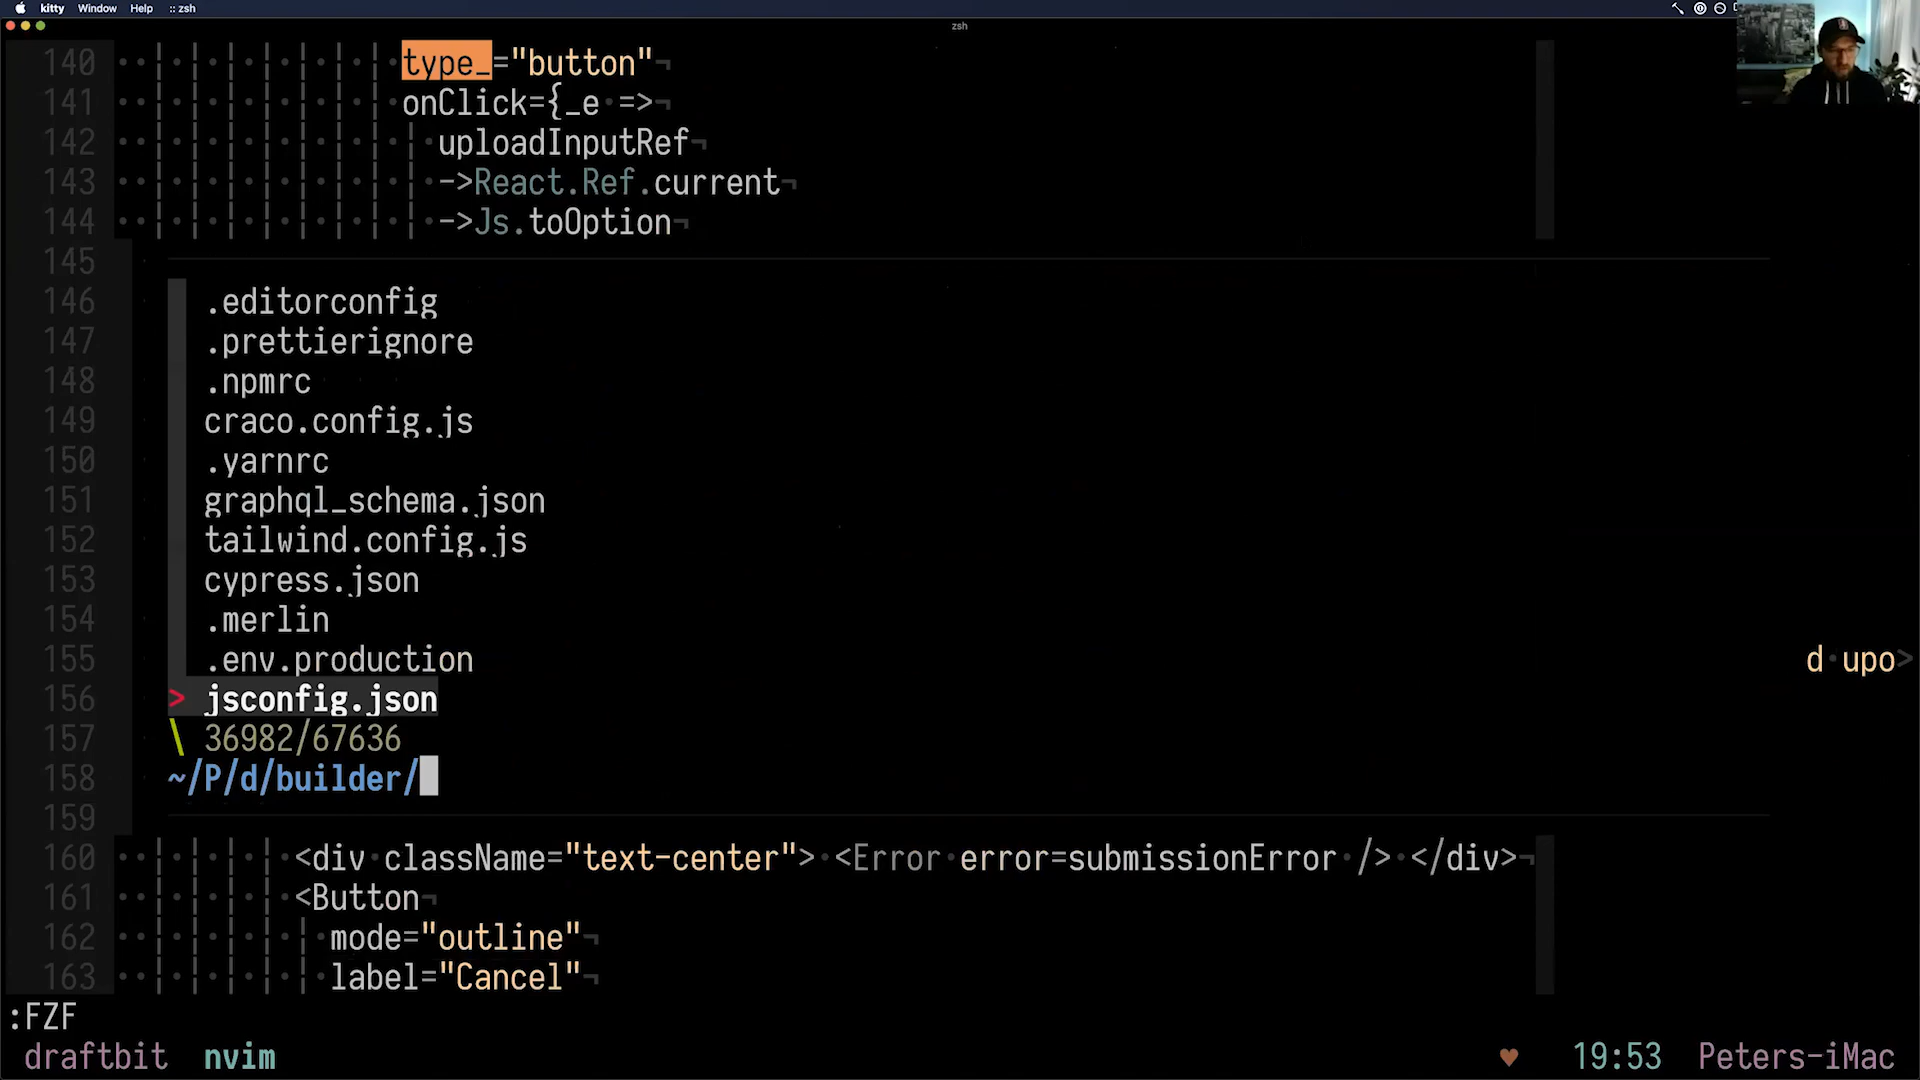 kitty Window Help :: zsh
zsh
140 type_="button"¬
141 onClick={_e·=>¬
142 uploadInputRef¬
143 ->React.Ref.current¬
144 ->Js.toOption¬
145
146 .editorconfig
147 .prettierignore
148 .npmrc
149 craco.config.js
150 .yarnrc
151 graphql_schema.json
152 tailwind.config.js
153 cypress.json
154 .merlin
155 .env.production d·upo>
156 > jsconfig.json
157 \ 36982/67636
158 ~/P/d/builder/
159
160 <div·className="text-center">·<Error·error=submissionError·/>·</div>¬
161 <Button¬
162 mode="outline"¬
163 label="Cancel"¬
:FZF
draftbit nvim ♥ 19:53 Peters-iMac